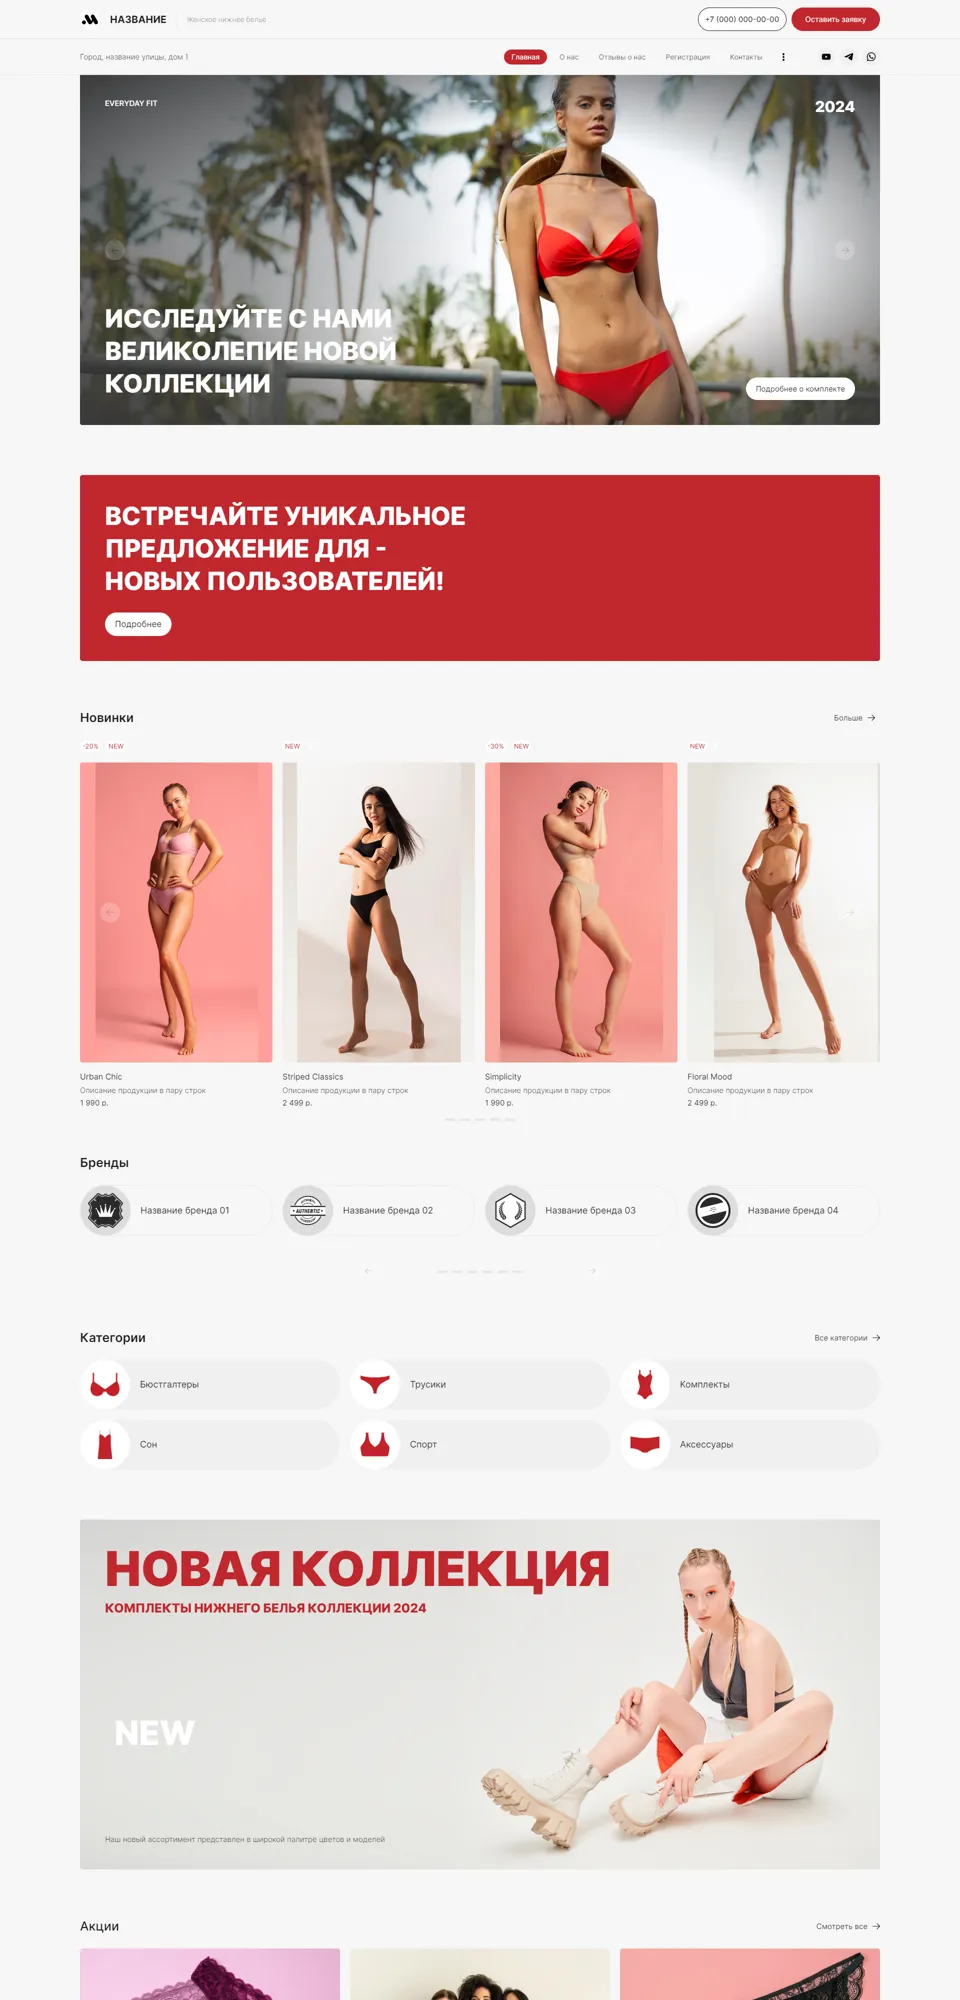 НАЗВАНИЕ
Женское нижнее белье
+7 (000) 000-00-00
Оставить заявку
Город, название улицы, дом 1
Главная
О нас
Отзывы о нас
Регистрация
Контакты
EVERYDAY FIT
2024
ИССЛЕДУЙТЕ С НАМИ
ВЕЛИКОЛЕПИЕ НОВОЙ
КОЛЛЕКЦИИ
Подробнее о комплекте
ВСТРЕЧАЙТЕ УНИКАЛЬНОЕ
ПРЕДЛОЖЕНИЕ ДЛЯ -
НОВЫХ ПОЛЬЗОВАТЕЛЕЙ!
Подробнее
Новинки
Больше
-20% NEW
NEW
-30% NEW
NEW
Urban Chic
Описание продукции в пару строк
1 990 р.
Striped Classics
Описание продукции в пару строк
2 499 р.
Simplicity
Описание продукции в пару строк
1 990 р.
Floral Mood
Описание продукции в пару строк
2 499 р.
Бренды
Название бренда 01
AUTHENTIC
Название бренда 02
Название бренда 03
Название бренда 04
Категории
Все категории
Бюстгалтеры
Трусики
Комплекты
Сон
Спорт
Аксессуары
НОВАЯ КОЛЛЕКЦИЯ
КОМПЛЕКТЫ НИЖНЕГО БЕЛЬЯ КОЛЛЕКЦИИ 2024
NEW
Наш новый ассортимент представлен в широкой палитре цветов и моделей
Акции
Смотреть все